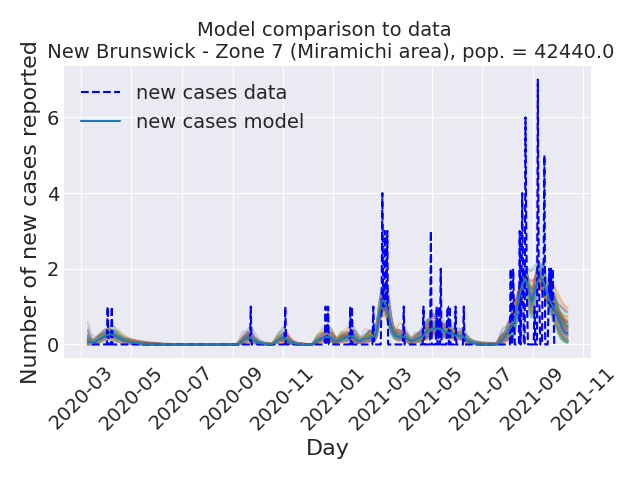 Model comparison to data
New Brunswick - Zone 7 (Miramichi area), pop. = 42440.0
new cases data
new cases model
Number of new cases reported
6
4
2
0
2020-03
2020-05
2020-07
2020-09
2020-11
2021-01
2021-03
2021-05
2021-07
2021-09
2021-11
Day